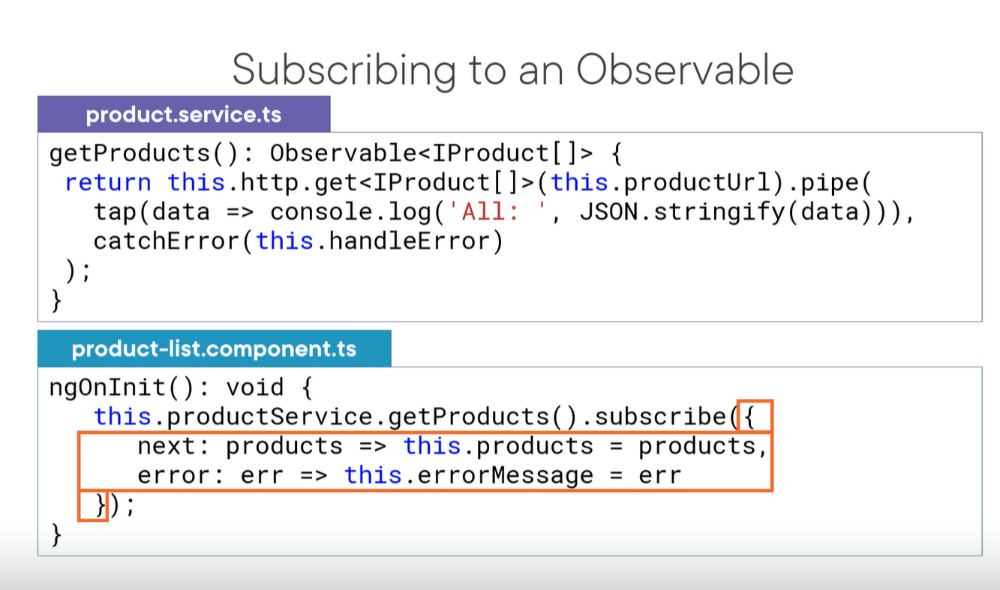 Subscribing to an Observable
product.service.ts
getProducts(): Observable<IProduct[]> {
return this.http.get<IProduct[]>(this.productUrl).pipe(
tap(data => console.log('All: ', JSON.stringify(data))),
catchError(this.handleError)
);
}
product-list.component.ts
ngOnInit(): void {
this.productService.getProducts().subscribe({
next: products => this.products = products,
error: err => this.errorMessage = err
});
}